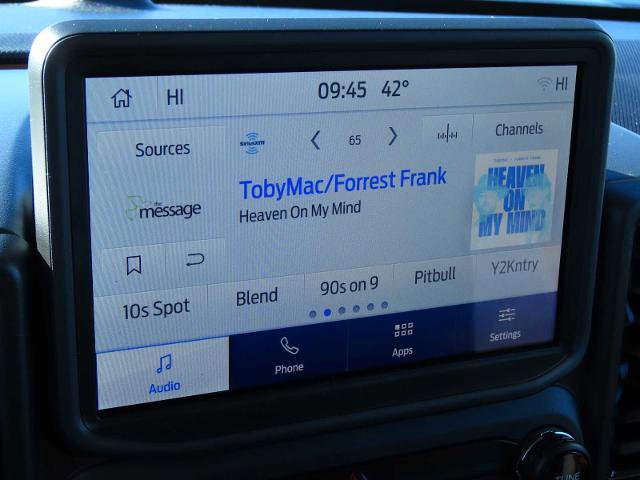 HI 09:45 42° HI
Sources
SiriusXM
65
Channels
the message
TobyMac/Forrest Frank
Heaven On My Mind
HEAVEN
ON
MY MIND
10s Spot Blend 90s on 9 Pitbull Y2Kntry
Audio Phone Apps Settings
TUNE